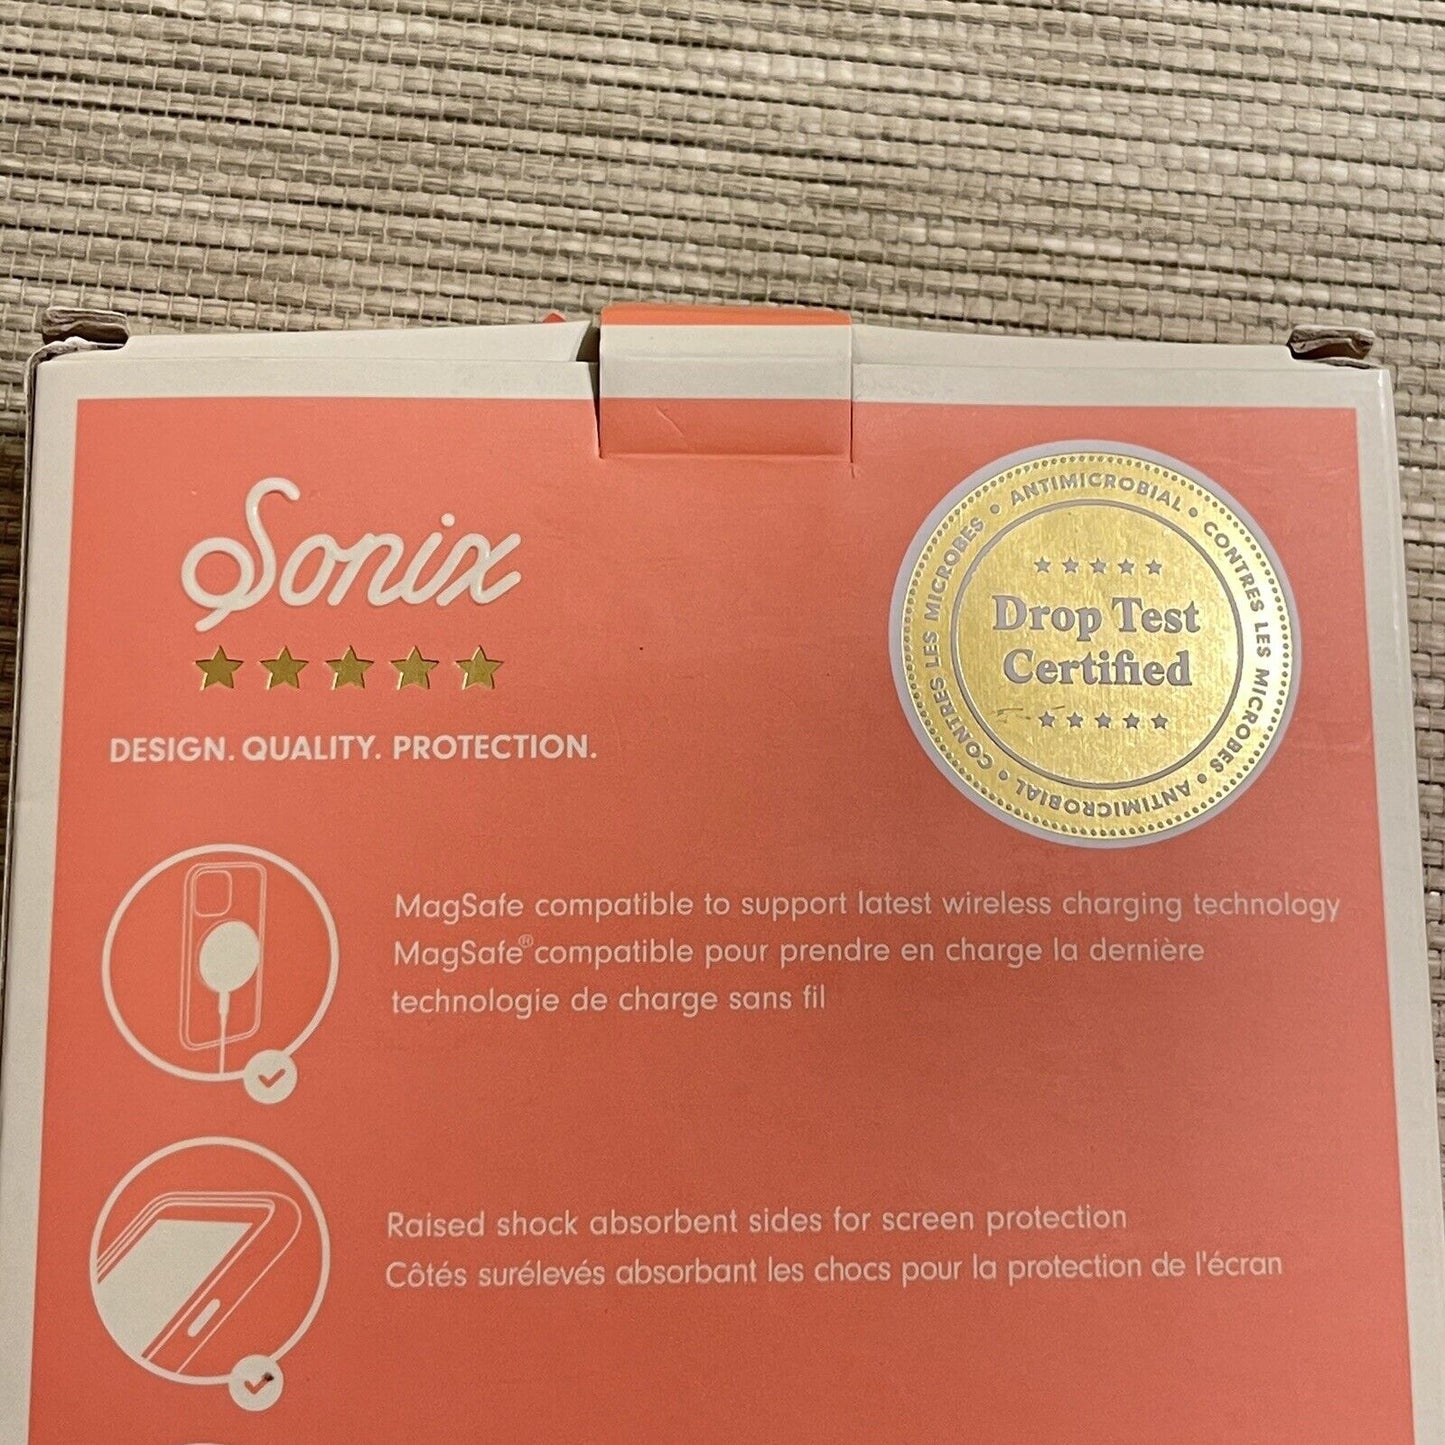 Sonix
DESIGN. QUALITY. PROTECTION.
ANTIMICROBIAL • CONTRES LES MICROBES • ANTIMICROBIAL • CONTRES LES MICROBES •
Drop Test
Certified
MagSafe compatible to support latest wireless charging technology
MagSafe® compatible pour prendre en charge la dernière
technologie de charge sans fil
Raised shock absorbent sides for screen protection
Côtés surélevés absorbant les chocs pour la protection de l'écran